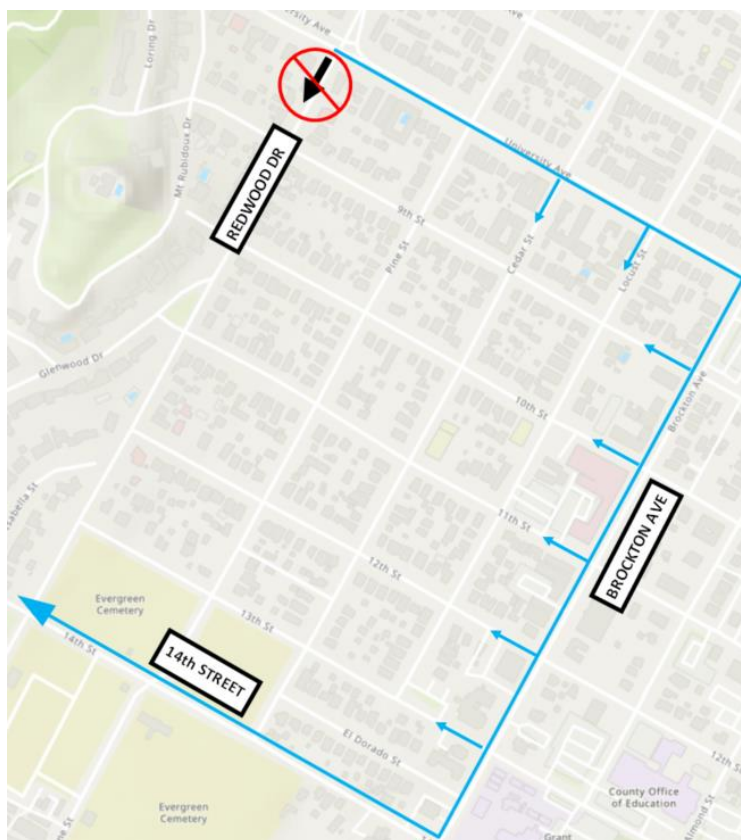 Loring Dr
University Ave
Mt Rubidoux Dr
REDWOOD DR
University Ave
9th St
Pine St
Cedar St
Locust St
Glenwood Dr
Brockton Ave
10th St
11th St
BROCKTON AVE
12th St
Evergreen
Cemetery
13th St
14th St
14th STREET
El Dorado St
12th St
County Office
of Education
Almond St
Evergreen
Cemetery
Grant